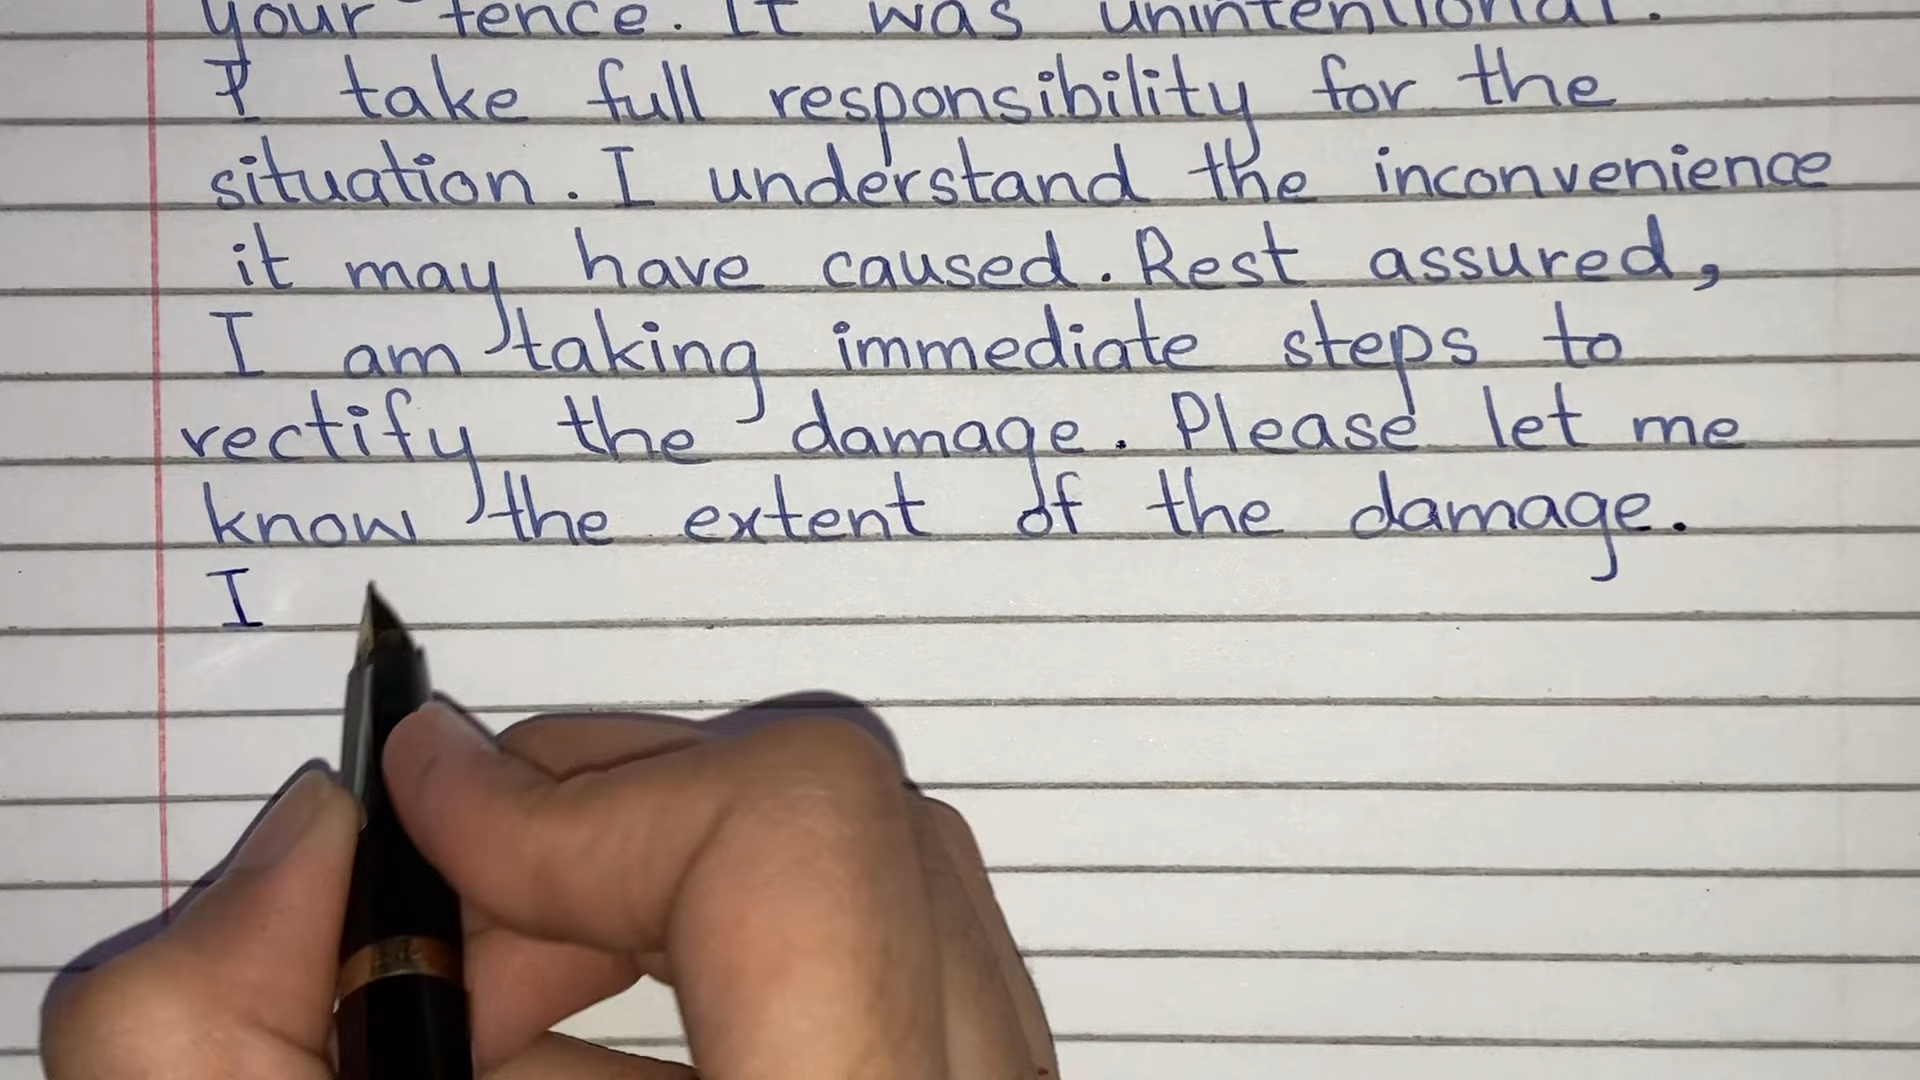 your fence. It was unintentional.
I take full responsibility for the
situation. I understand the inconvenience
it may have caused. Rest assured,
I am taking immediate steps to
rectify the damage. Please let me
know the extent of the damage.
I